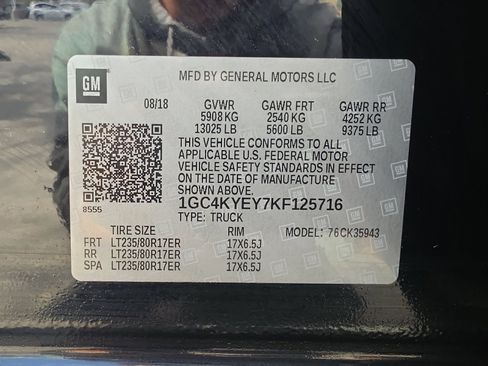 GM
MFD BY GENERAL MOTORS LLC
08/18 GVWR GAWR FRT GAWR RR
5908 KG 2540 KG 4252 KG
13025 LB 5600 LB 9375 LB
THIS VEHICLE CONFORMS TO ALL
APPLICABLE U.S. FEDERAL MOTOR
VEHICLE SAFETY STANDARDS IN EFFECT
ON THE DATE OF MANUFACTURE
SHOWN ABOVE.
1GC4KYEY7KF125716
8555
TYPE: TRUCK
TIRE SIZE RIM MODEL: 76CK35943
FRT LT235/80R17ER 17X6.5J
RR LT235/80R17ER 17X6.5J
SPA LT235/80R17ER 17X6.5J